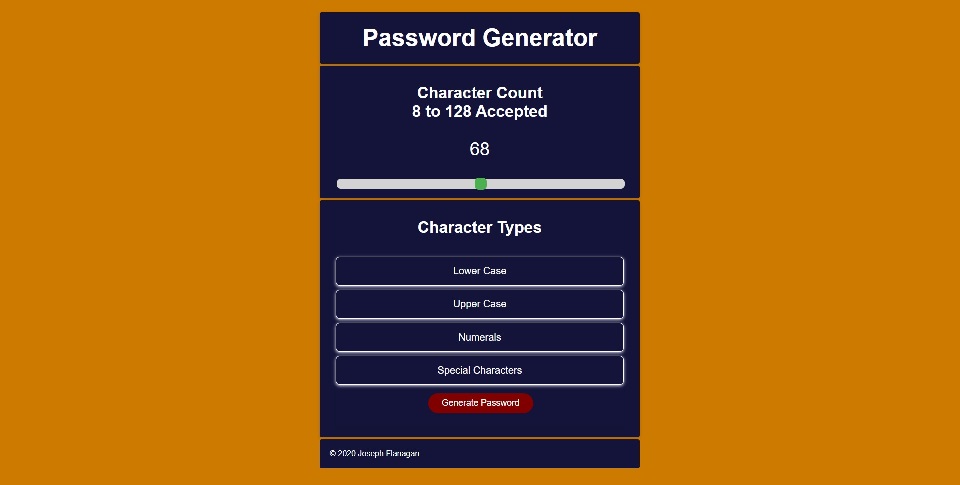 Password Generator
Character Count
8 to 128 Accepted
68
Character Types
Lower Case
Upper Case
Numerals
Special Characters
Generate Password
© 2020 Joseph Flanagan